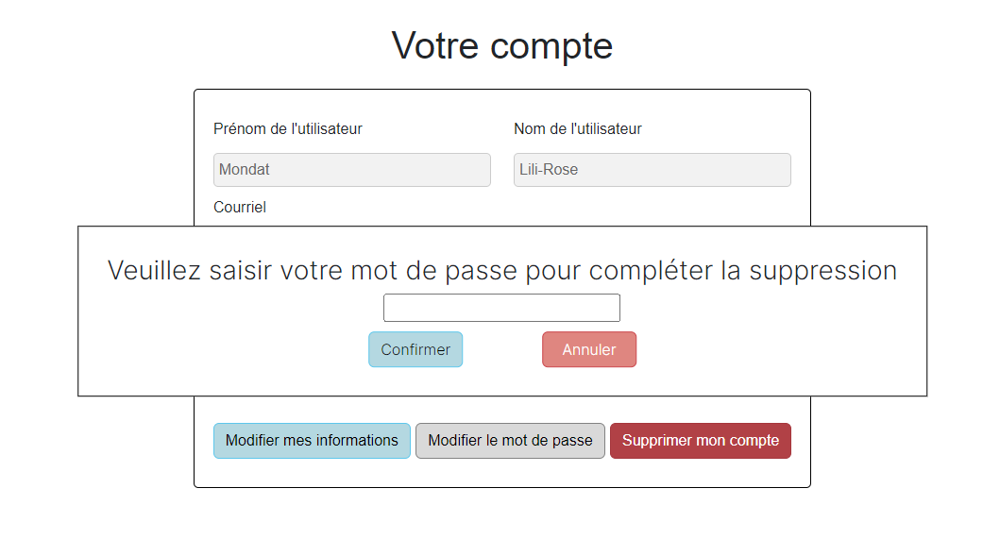 Votre compte
Prénom de l'utilisateur Nom de l'utilisateur
Mondat Lili-Rose
Courriel
Veuillez saisir votre mot de passe pour compléter la suppression
Confirmer Annuler
Modifier mes informations Modifier le mot de passe Supprimer mon compte